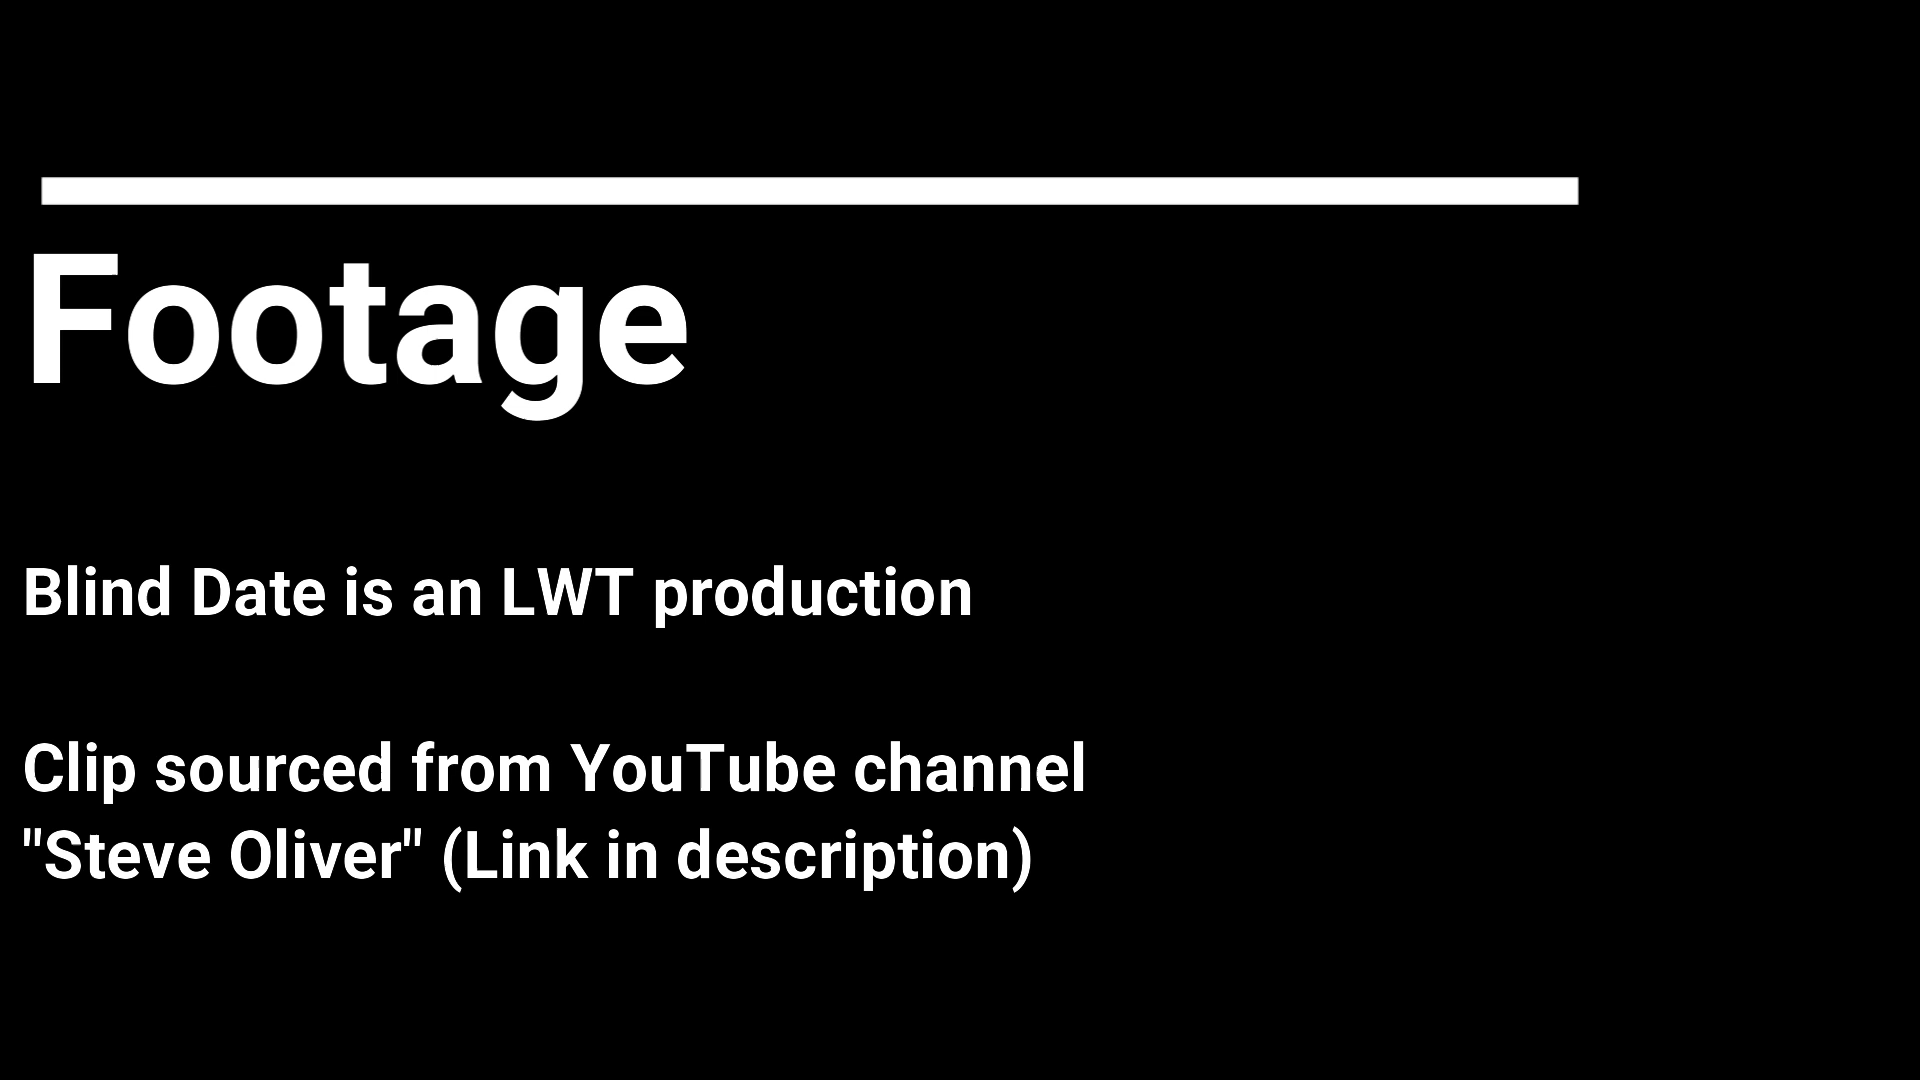 Footage
Blind Date is an LWT production
Clip sourced from YouTube channel
"Steve Oliver" (Link in description)